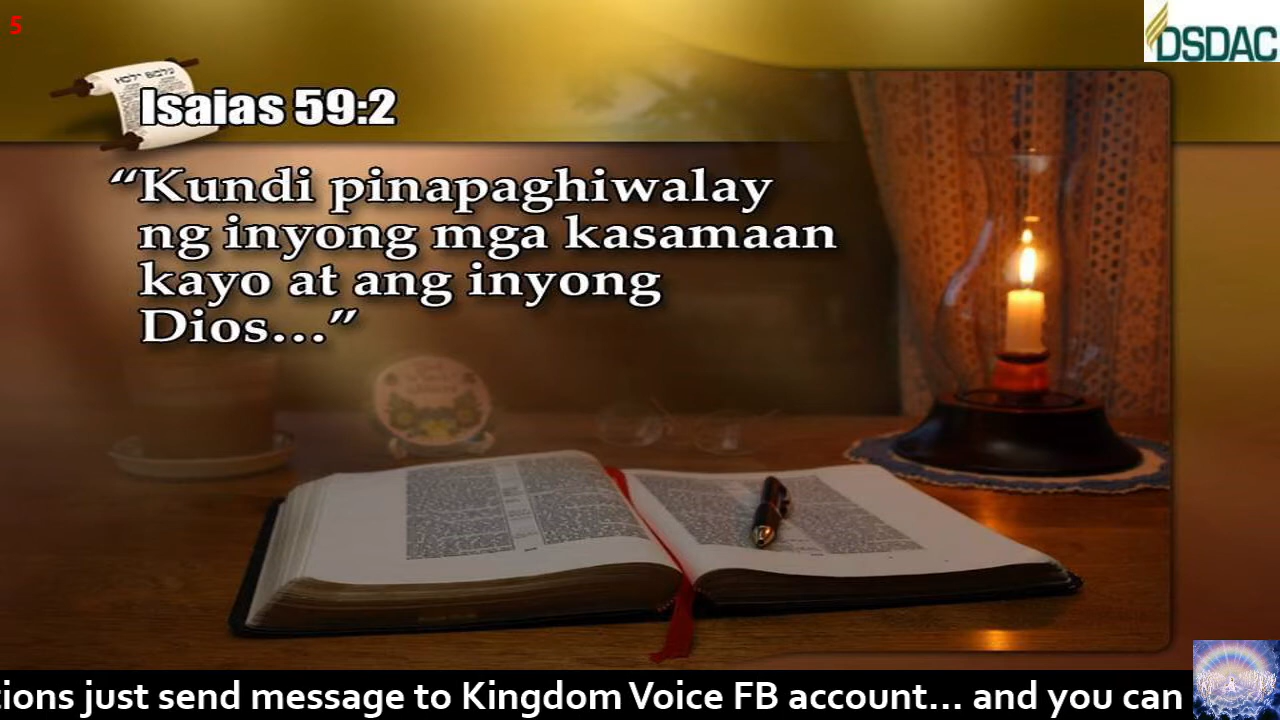 5
DSDAC
Isaias 59:2
“Kundi pinapaghiwalay
ng inyong mga kasamaan
kayo at ang inyong
Dios...”
tions just send message to Kingdom Voice FB account... and you can